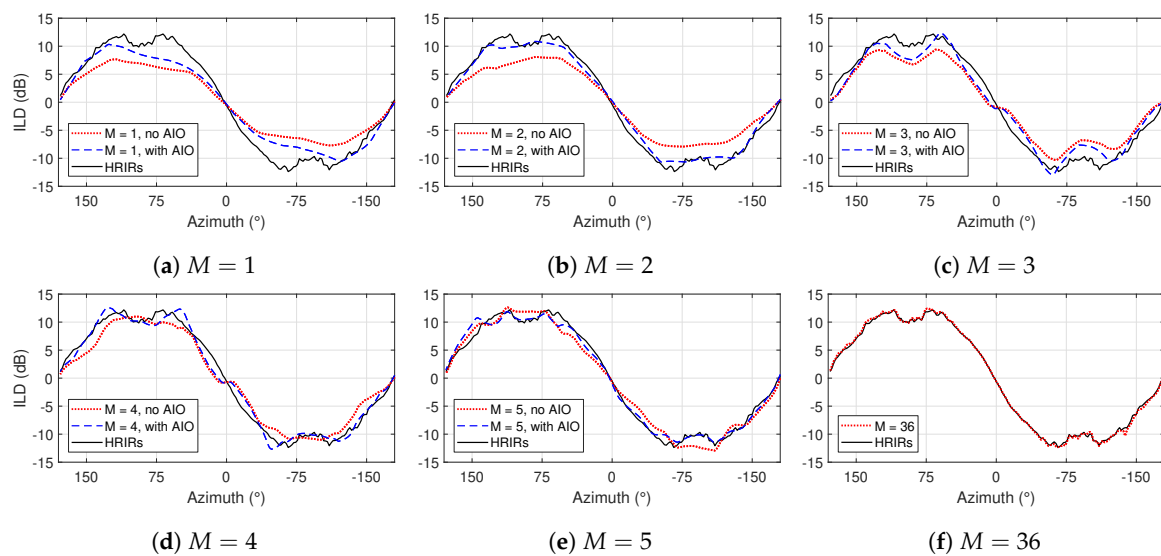 15
10
5
0
-5
-10
-15
ILD (dB)
M = 1, no AIO
M = 1, with AIO
HRIRs
150 75 0 -75 -150
Azimuth (°)
(a) M = 1
15
10
5
0
-5
-10
-15
M = 2, no AIO
M = 2, with AIO
HRIRs
150 75 0 -75 -150
Azimuth (°)
(b) M = 2
15
10
5
0
-5
-10
-15
M = 3, no AIO
M = 3, with AIO
HRIRs
150 75 0 -75 -150
Azimuth (°)
(c) M = 3
15
10
5
0
-5
-10
-15
ILD (dB)
M = 4, no AIO
M = 4, with AIO
HRIRs
150 75 0 -75 -150
Azimuth (°)
(d) M = 4
15
10
5
0
-5
-10
-15
M = 5, no AIO
M = 5, with AIO
HRIRs
150 75 0 -75 -150
Azimuth (°)
(e) M = 5
15
10
5
0
-5
-10
-15
M = 36
HRIRs
150 75 0 -75 -150
Azimuth (°)
(f) M = 36